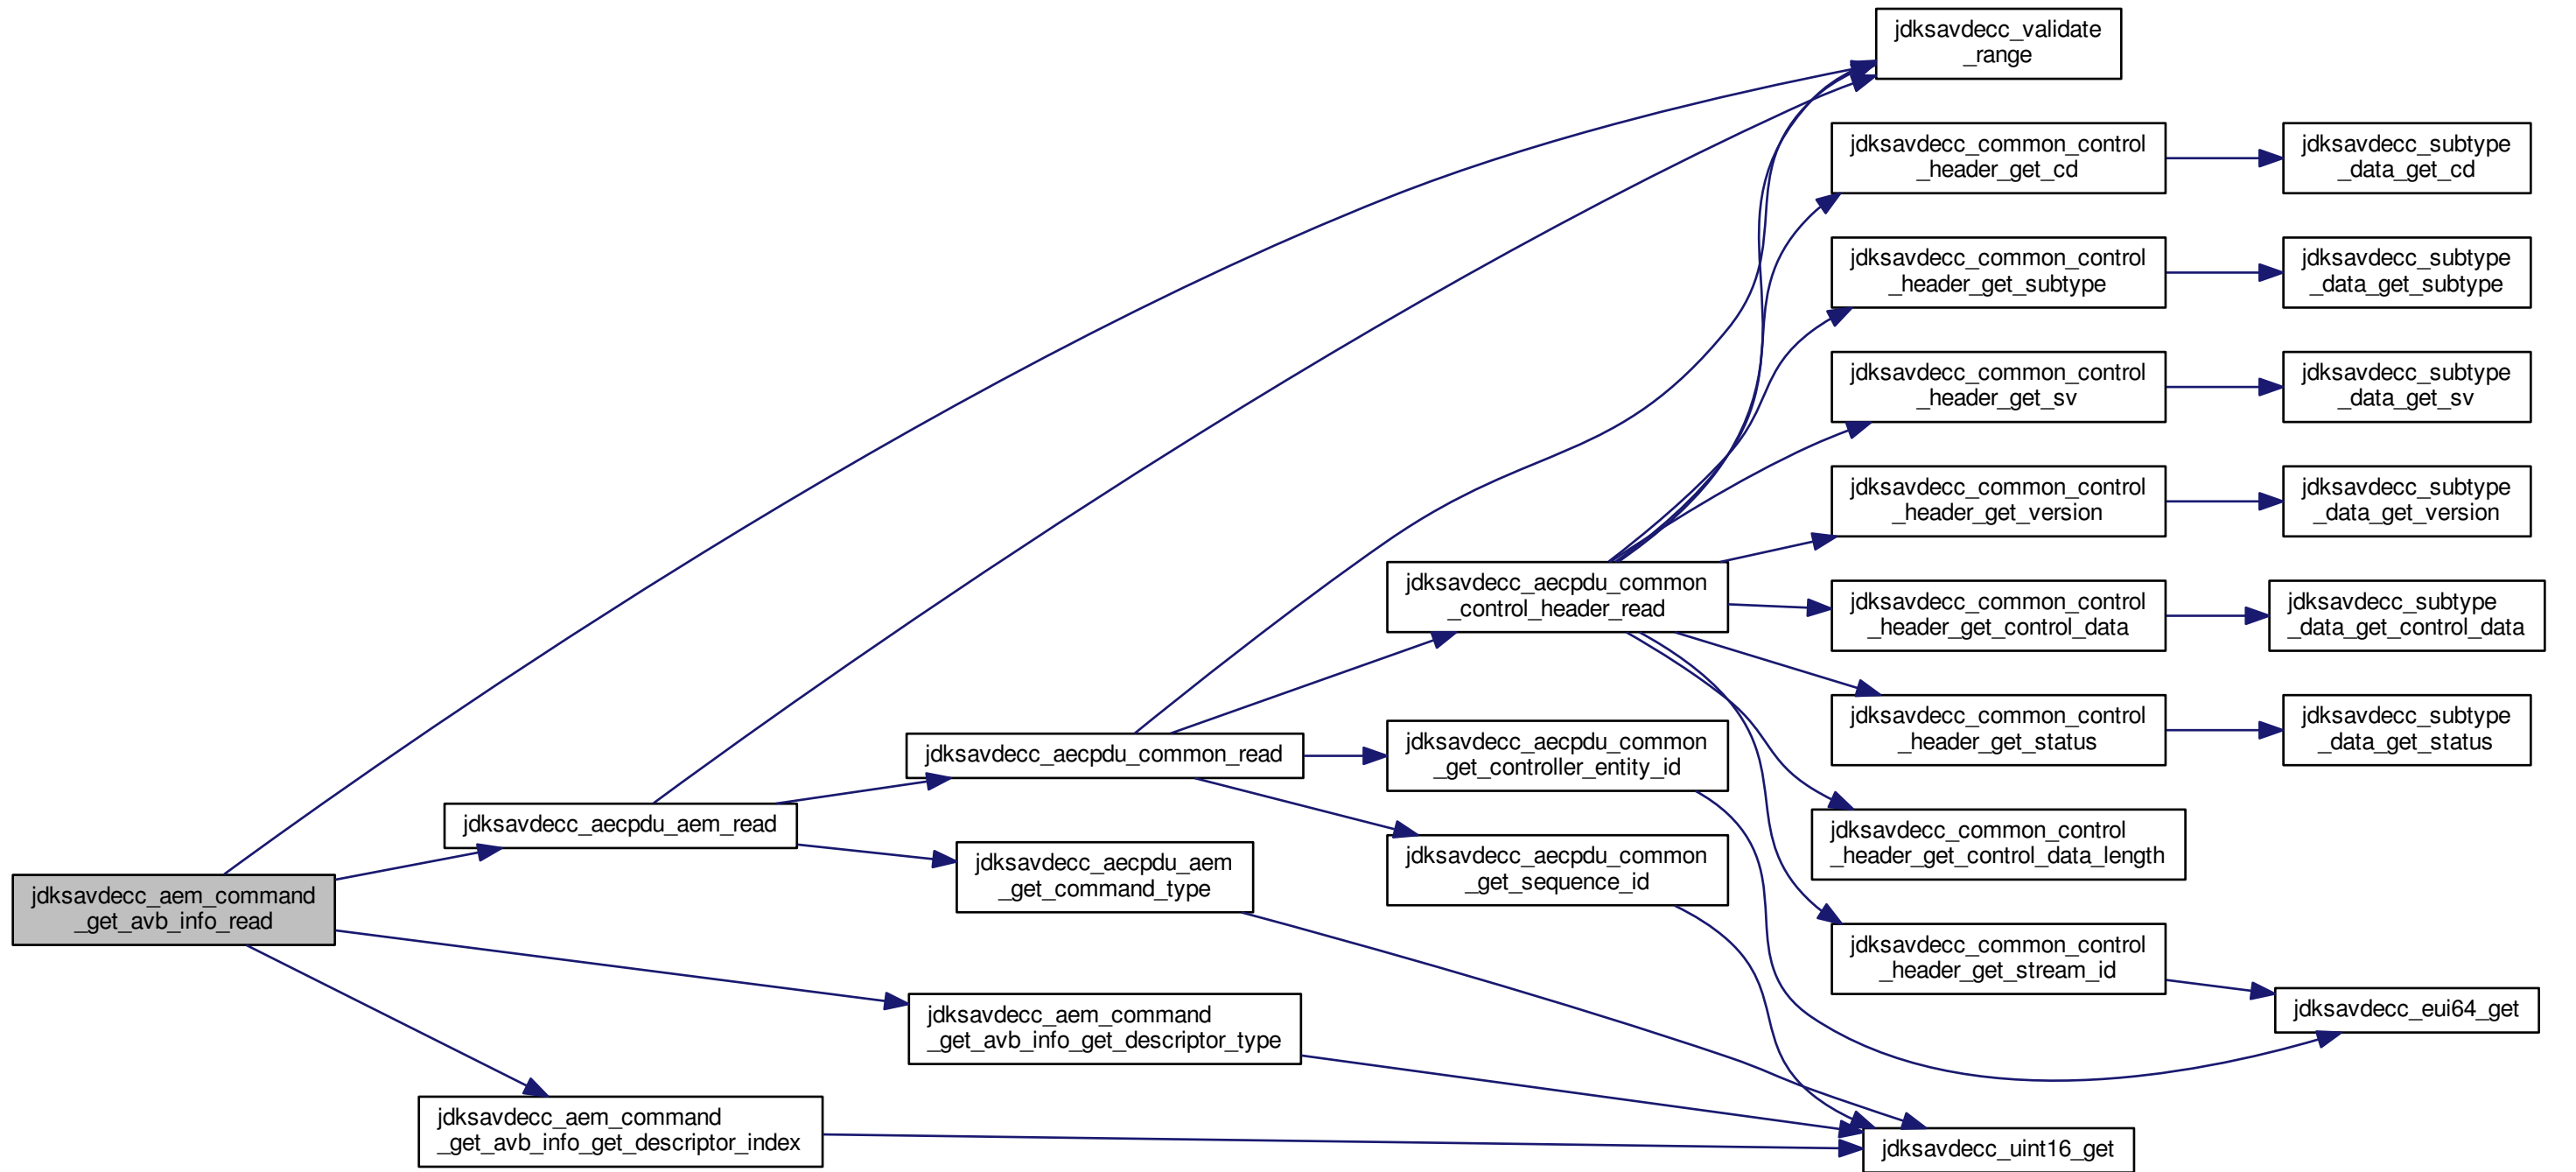 jdksavdecc_validate
_range
jdksavdecc_common_control
_header_get_cd
jdksavdecc_subtype
_data_get_cd
jdksavdecc_common_control
_header_get_subtype
jdksavdecc_subtype
_data_get_subtype
jdksavdecc_common_control
_header_get_sv
jdksavdecc_subtype
_data_get_sv
jdksavdecc_common_control
_header_get_version
jdksavdecc_subtype
_data_get_version
jdksavdecc_aecpdu_common
_control_header_read
jdksavdecc_common_control
_header_get_control_data
jdksavdecc_subtype
_data_get_control_data
jdksavdecc_common_control
_header_get_status
jdksavdecc_subtype
_data_get_status
jdksavdecc_aecpdu_common_read
jdksavdecc_aecpdu_common
_get_controller_entity_id
jdksavdecc_aecpdu_aem_read
jdksavdecc_common_control
_header_get_control_data_length
jdksavdecc_aecpdu_aem
_get_command_type
jdksavdecc_aecpdu_common
_get_sequence_id
jdksavdecc_aem_command
_get_avb_info_read
jdksavdecc_common_control
_header_get_stream_id
jdksavdecc_eui64_get
jdksavdecc_aem_command
_get_avb_info_get_descriptor_type
jdksavdecc_aem_command
_get_avb_info_get_descriptor_index
jdksavdecc_uint16_get